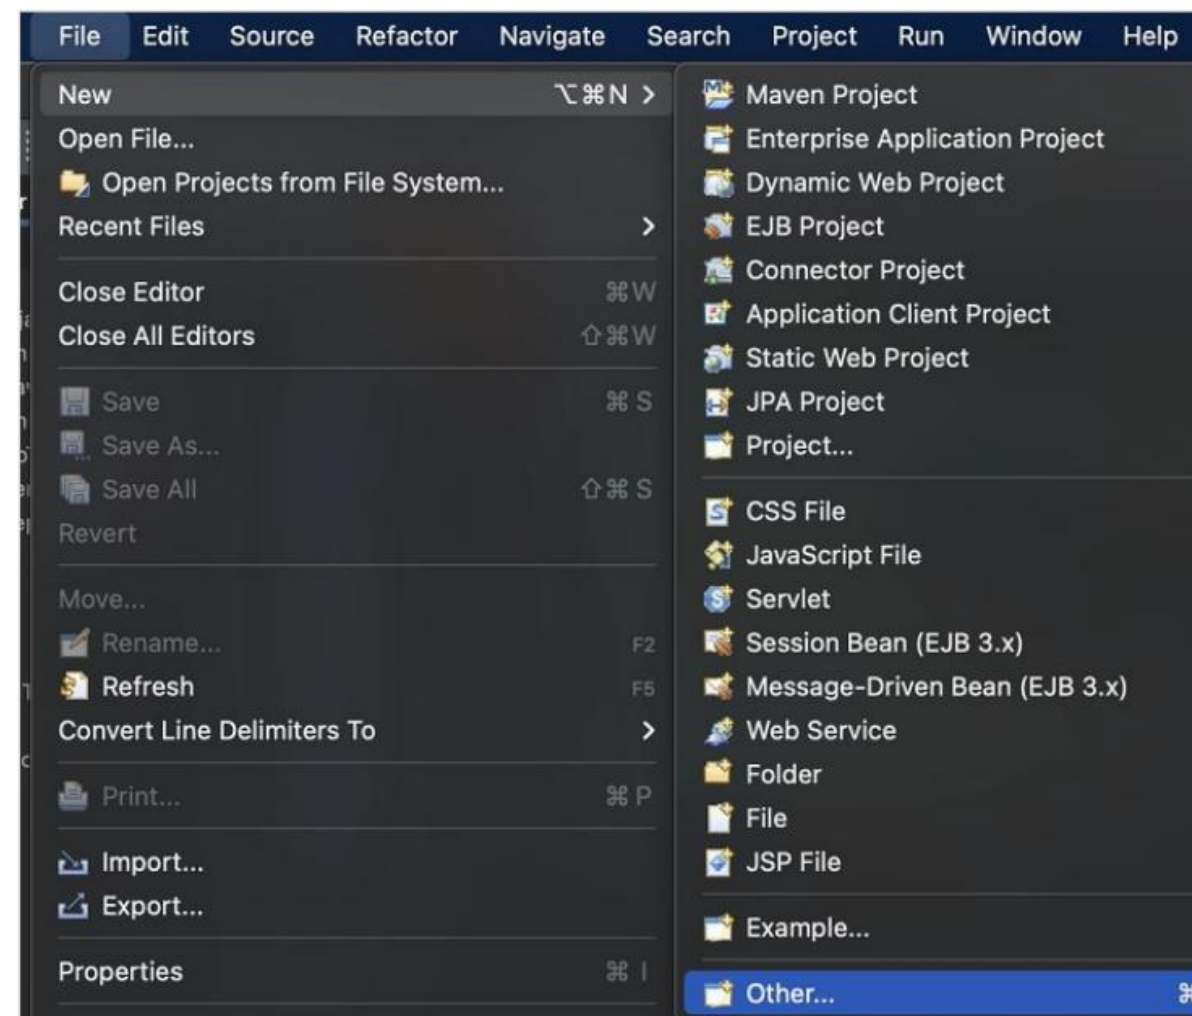 File Edit Source Refactor Navigate Search Project Run Window Help
New ⌥⌘N >
Open File...
Open Projects from File System...
Recent Files >
Close Editor ⌘W
Close All Editors ⇧⌘W
Save ⌘S
Save As...
Save All ⇧⌘S
Revert
Move...
Rename... F2
Refresh F5
Convert Line Delimiters To >
Print... ⌘P
Import...
Export...
Properties ⌘I
Maven Project
Enterprise Application Project
Dynamic Web Project
EJB Project
Connector Project
Application Client Project
Static Web Project
JPA Project
Project...
CSS File
JavaScript File
Servlet
Session Bean (EJB 3.x)
Message-Driven Bean (EJB 3.x)
Web Service
Folder
File
JSP File
Example...
Other... ⌘